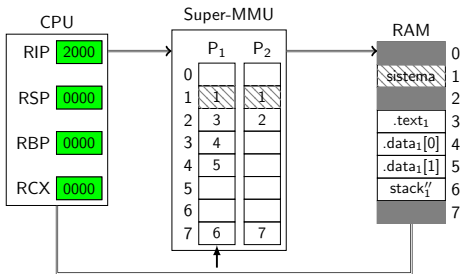 CPU
RIP 2000
RSP 0000
RBP 0000
RCX 0000
Super-MMU
P₁ P₂
0
1 1 1
2 3 2
3 4
4 5
5
6
7 6 7
RAM
0
sistema 1
2
.text₁ 3
.data₁[0] 4
.data₁[1] 5
stack₁″ 6
7